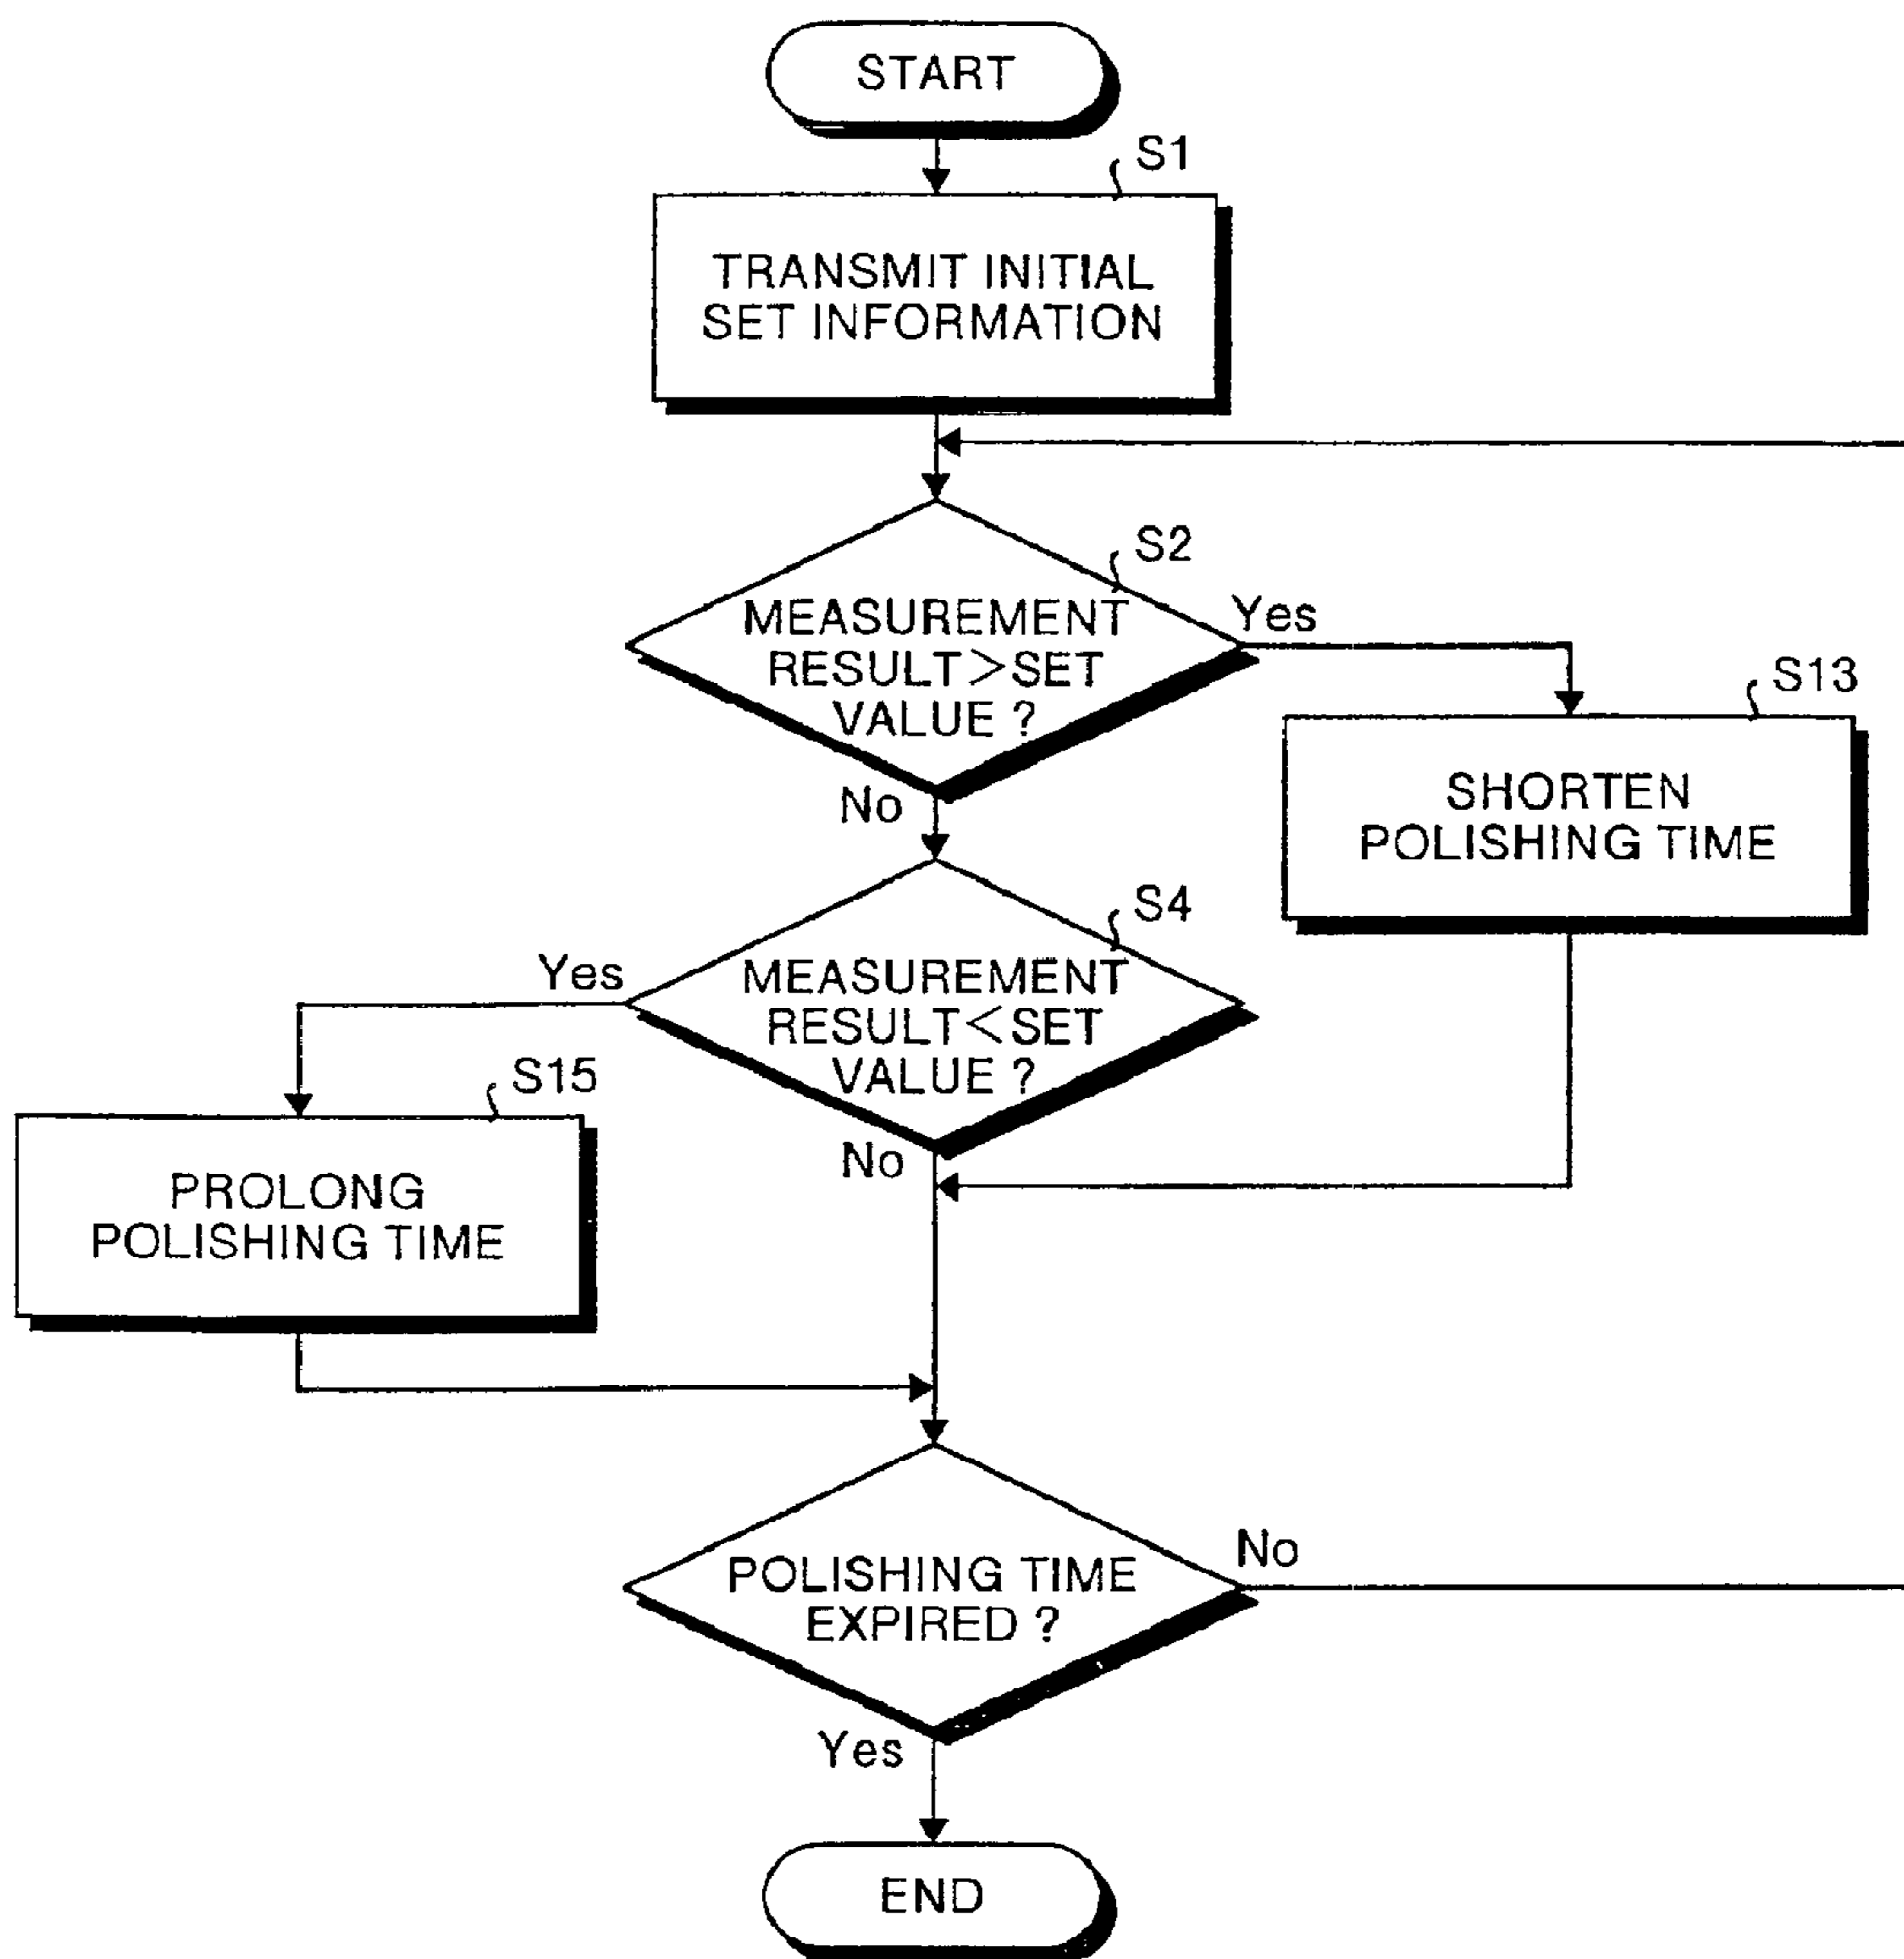 START
S1
TRANSMIT INITIAL
SET INFORMATION
S2
MEASUREMENT
RESULT>SET
VALUE ?
Yes
No
S13
SHORTEN
POLISHING TIME
S4
MEASUREMENT
RESULT<SET
VALUE ?
Yes
No
S15
PROLONG
POLISHING TIME
POLISHING TIME
EXPIRED ?
No
Yes
END